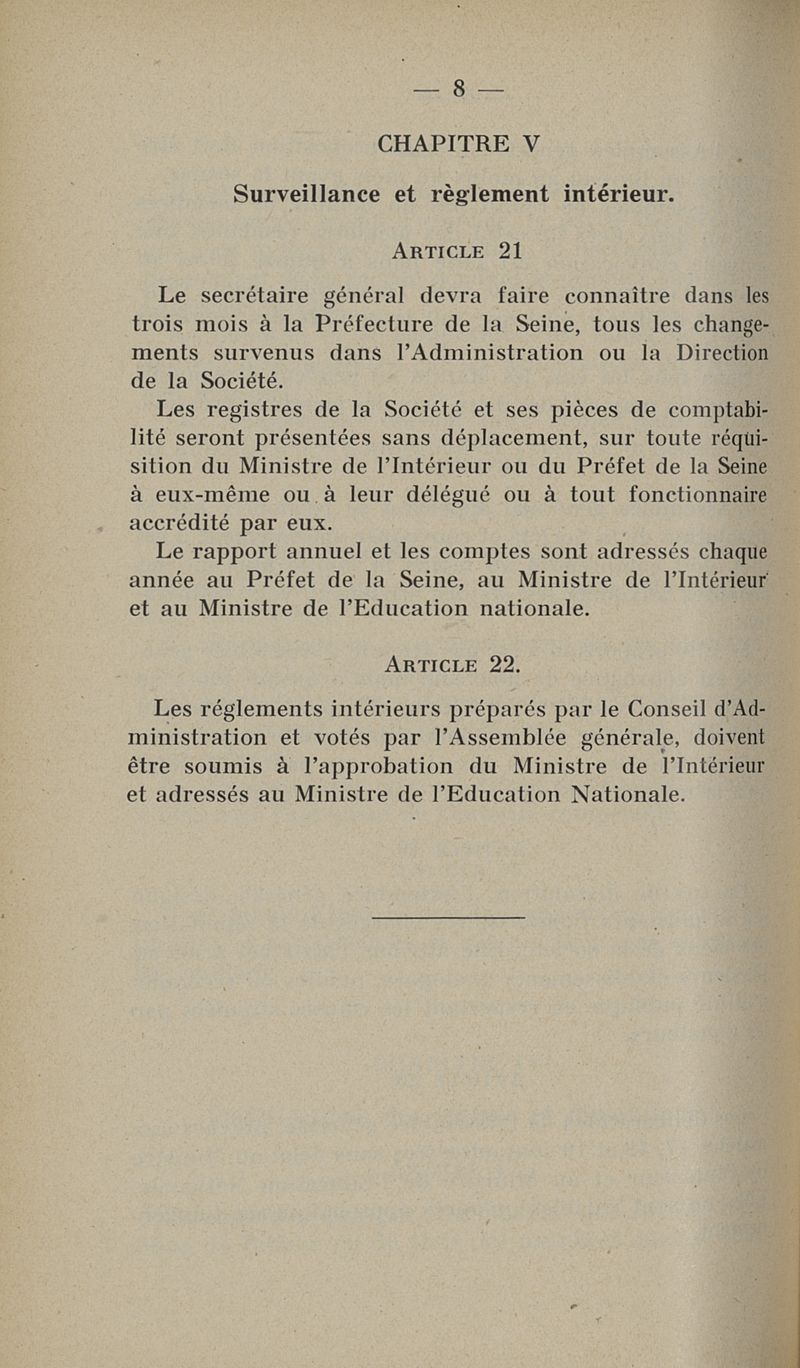 — 8 —
CHAPITRE V
Surveillance et règlement intérieur.
ARTICLE 21
Le secrétaire général devra faire connaître dans les
trois mois à la Préfecture de la Seine, tous les change-
ments survenus dans l'Administration ou la Direction
de la Société.
Les registres de la Société et ses pièces de comptabi-
lité seront présentées sans déplacement, sur toute réqui-
sition du Ministre de l'Intérieur ou du Préfet de la Seine
à eux-même ou à leur délégué ou à tout fonctionnaire
accrédité par eux.
Le rapport annuel et les comptes sont adressés chaque
année au Préfet de la Seine, au Ministre de l'Intérieur
et au Ministre de l'Education nationale.
ARTICLE 22.
Les réglements intérieurs préparés par le Conseil d'Ad-
ministration et votés par l'Assemblée générale, doivent
être soumis à l'approbation du Ministre de l'Intérieur
et adressés au Ministre de l'Education Nationale.